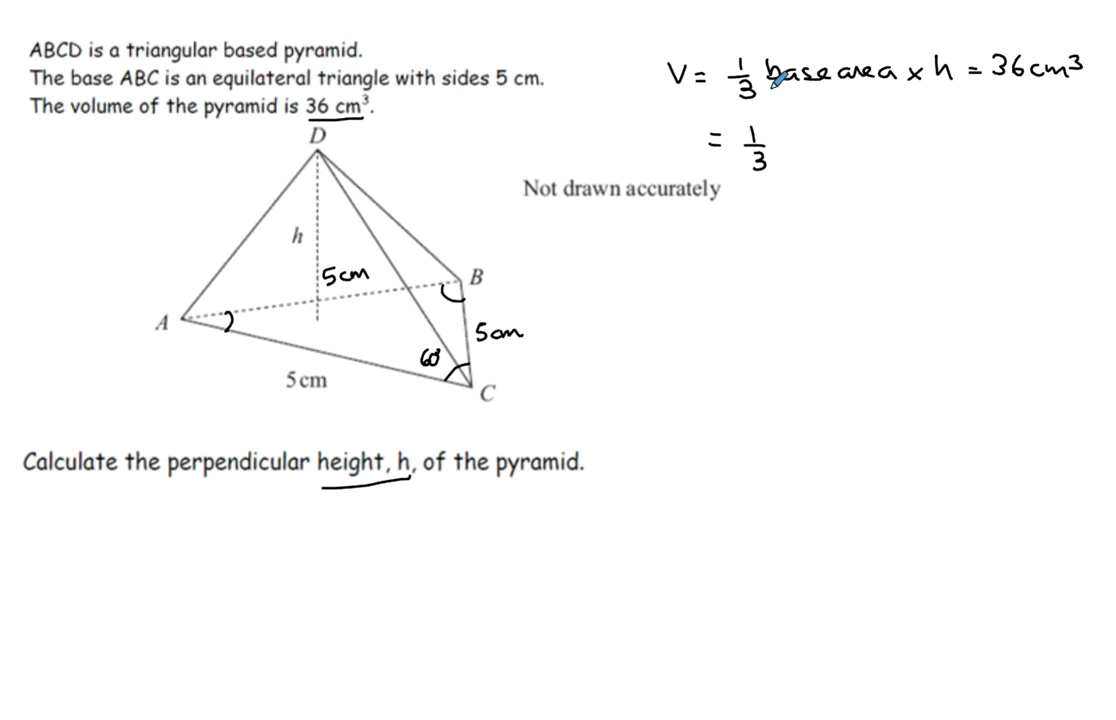 ABCD is a triangular based pyramid.
The base ABC is an equilateral triangle with sides 5 cm.
The volume of the pyramid is 36 cm³.
V = 1/3 base area × h = 36cm³
= 1/3
D
Not drawn accurately
h
5cm
B
A
5cm
60°
5 cm
C
Calculate the perpendicular height, h, of the pyramid.